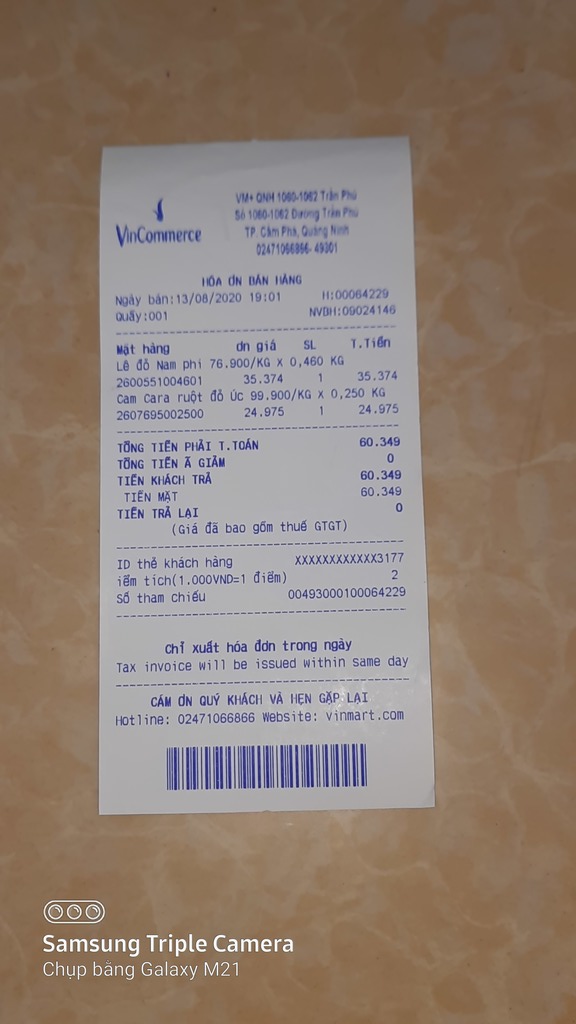 VinCommerce
VM+ QNH 1060-1062 Trần Phú
Số 1060-1062 Đường Trần Phú
TP. Cẩm Phả, Quảng Ninh
02471066866- 49301
HÓA ƠN BÁN HÀNG
Ngày bán:13/08/2020 19:01 H:00064229
Quầy:001 NVBH:09024146
Mặt hàng ơn giá SL T.Tiền
Lê đỏ Nam phi 76.900/KG X 0,460 KG
2600551004601 35.374 1 35.374
Cam Cara ruột đỏ Úc 99.900/KG X 0,250 KG
2607695002500 24.975 1 24.975
TỔNG TIỀN PHẢI T.TOÁN 60.349
TỔNG TIỀN Ã GIẢM 0
TIỀN KHÁCH TRẢ 60.349
TIỀN MẶT 60.349
TIỀN TRẢ LẠI 0
(Giá đã bao gồm thuế GTGT)
ID thẻ khách hàng XXXXXXXXXXXX3177
iểm tích(1.000VND=1 điểm) 2
Số tham chiếu 00493000100064229
Chỉ xuất hóa đơn trong ngày
Tax invoice will be issued within same day
CẢM ƠN QUÝ KHÁCH VÀ HẸN GẶP LẠI
Hotline: 02471066866 Website: vinmart.com
Samsung Triple Camera
Chụp bằng Galaxy M21